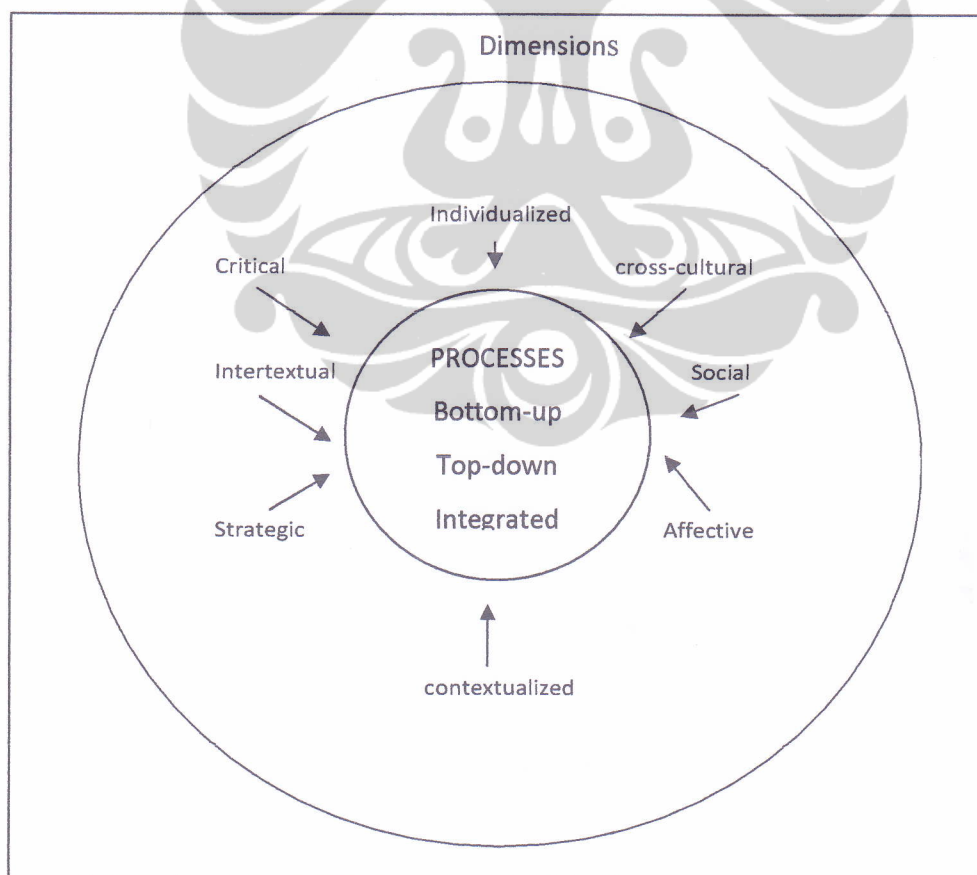 Dimensions
Individualized
Critical
cross-cultural
PROCESSES
Intertextual
Social
Bottom-up
Top-down
Integrated
Strategic
Affective
contextualized